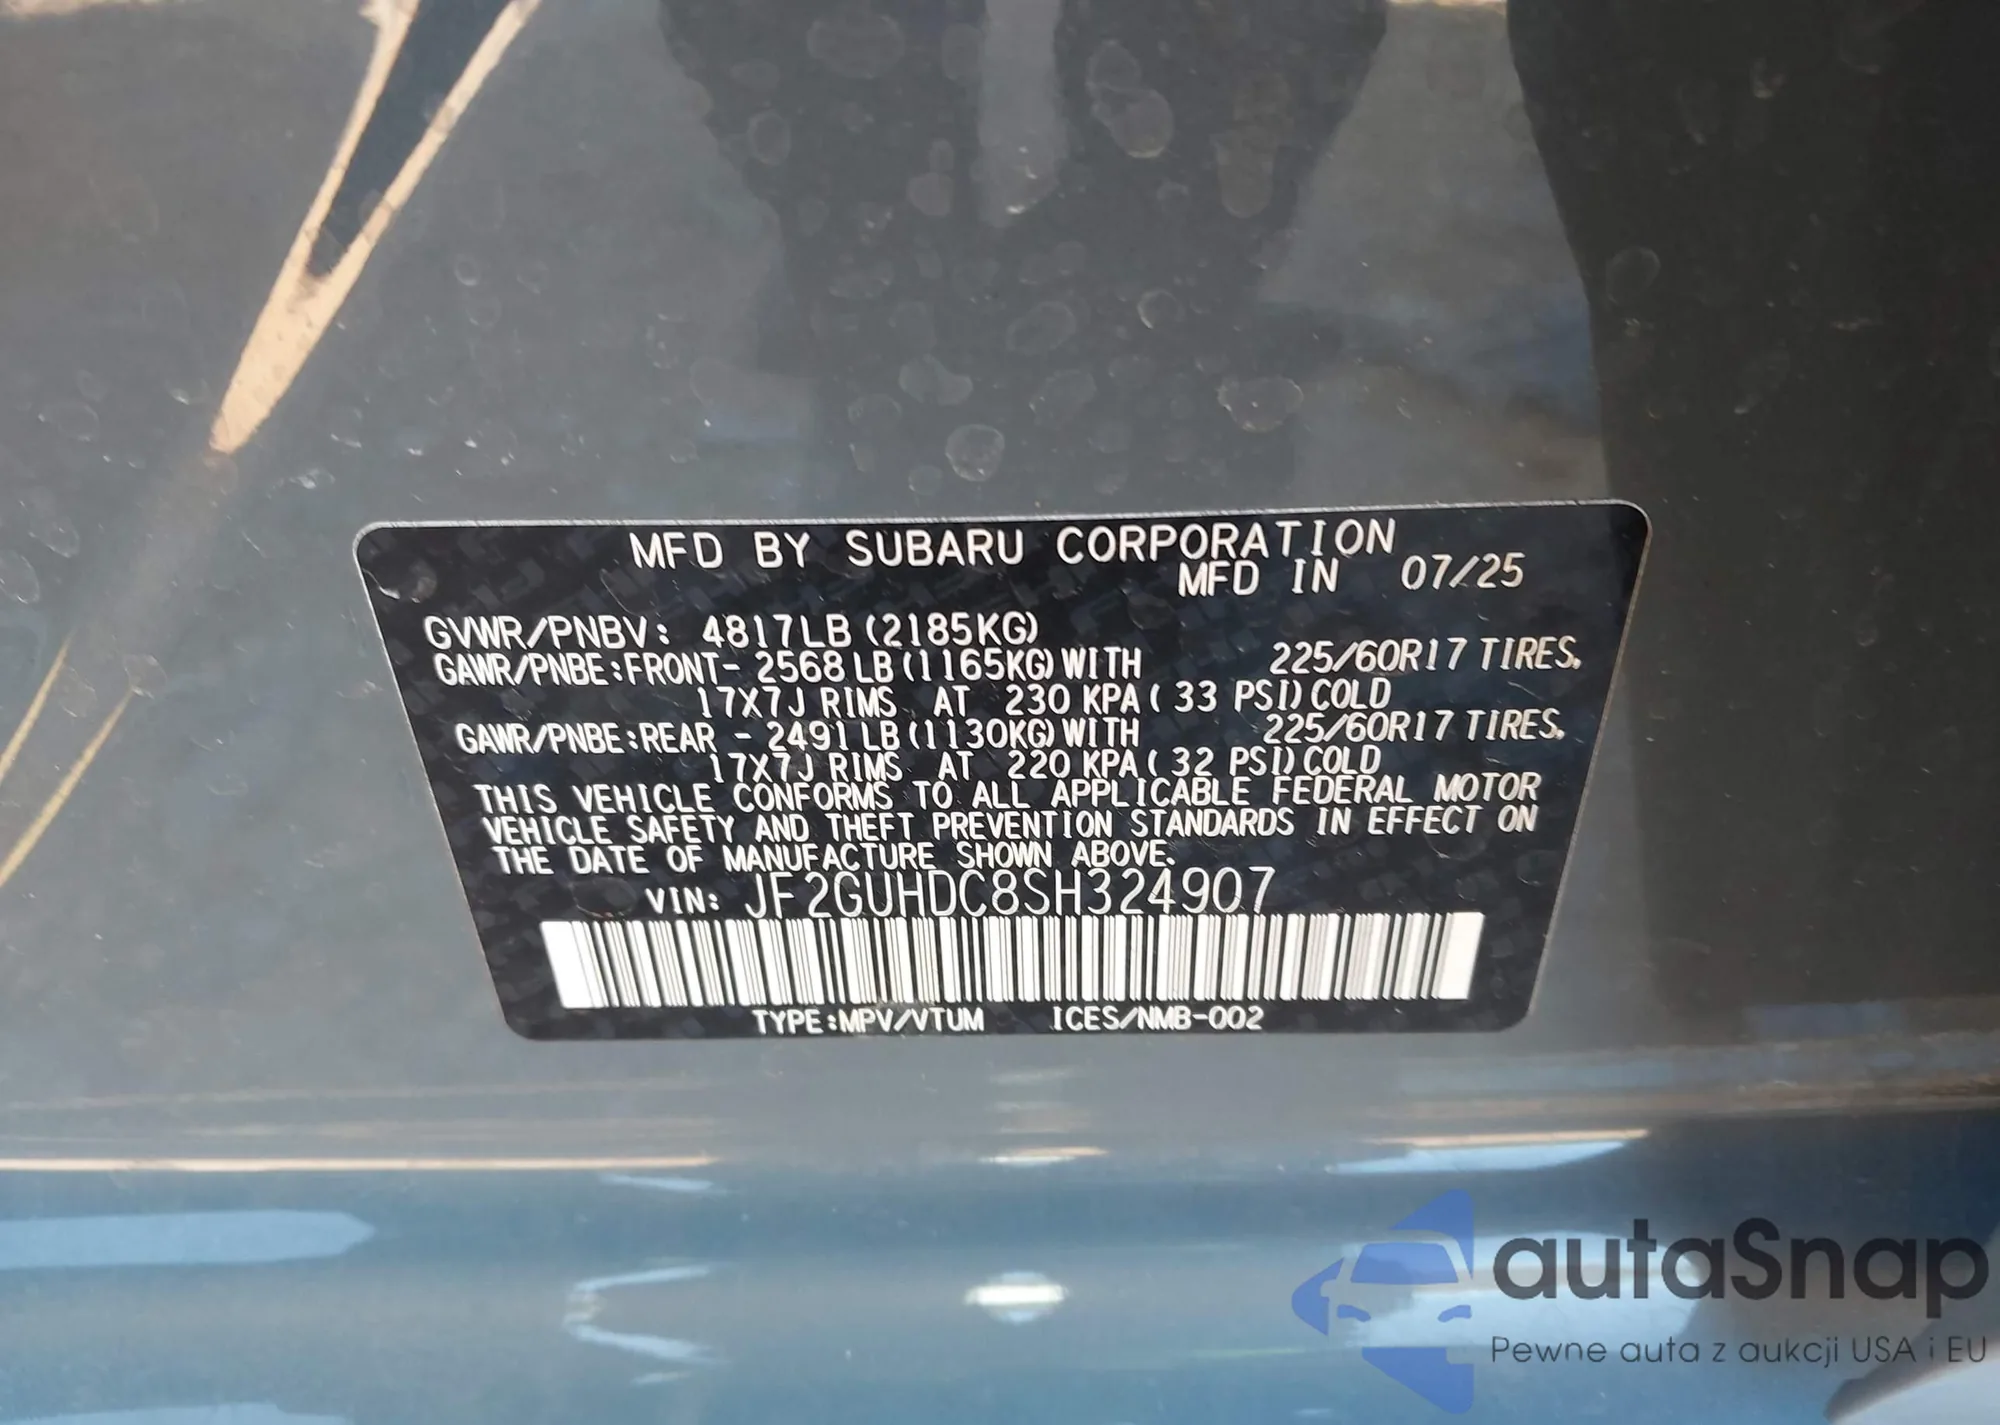 MFD BY SUBARU CORPORATION
MFD IN 07/25
GVWR/PNBV: 4817LB (2185KG)
GAWR/PNBE:FRONT- 2568 LB (1165KG) WITH 225/60R17 TIRES,
17X7J RIMS AT 230 KPA ( 33 PSI) COLD
GAWR/PNBE:REAR - 2491 LB (1130KG) WITH 225/60R17 TIRES,
17X7J RIMS AT 220 KPA ( 32 PSI) COLD
THIS VEHICLE CONFORMS TO ALL APPLICABLE FEDERAL MOTOR
VEHICLE SAFETY AND THEFT PREVENTION STANDARDS IN EFFECT ON
THE DATE OF MANUFACTURE SHOWN ABOVE.
VIN: JF2GUHDC8SH324907
TYPE:MPV/VTUM ICES/NMB-002
autaSnap
Pewne auta z aukcji USA i EU